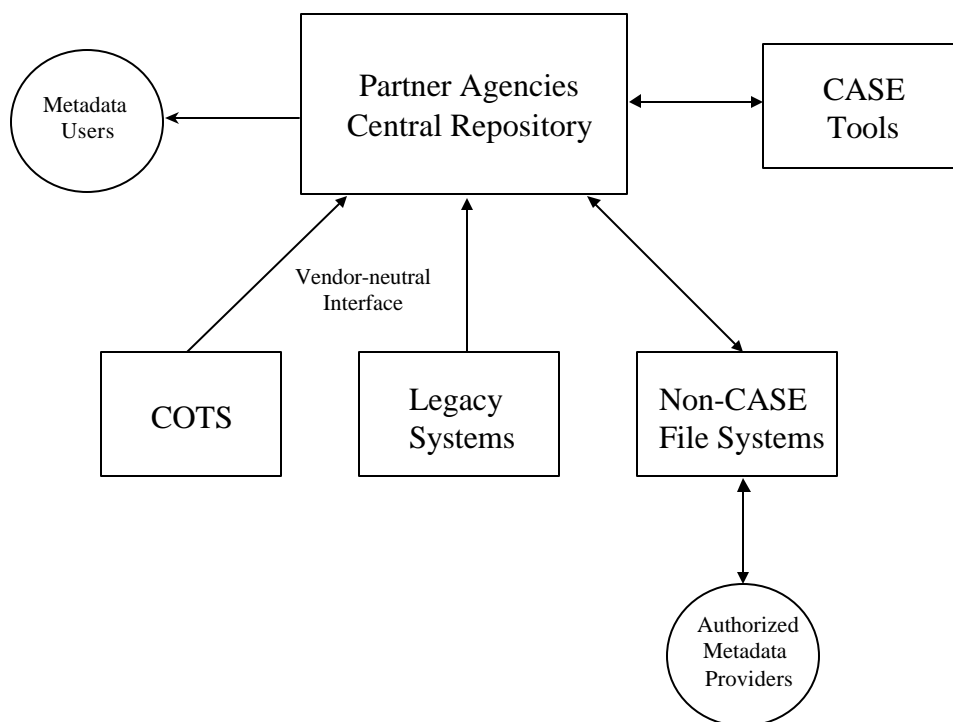 Partner Agencies
Central Repository
Metadata
Users
CASE
Tools
Vendor-neutral
Interface
COTS
Legacy
Systems
Non-CASE
File Systems
Authorized
Metadata
Providers